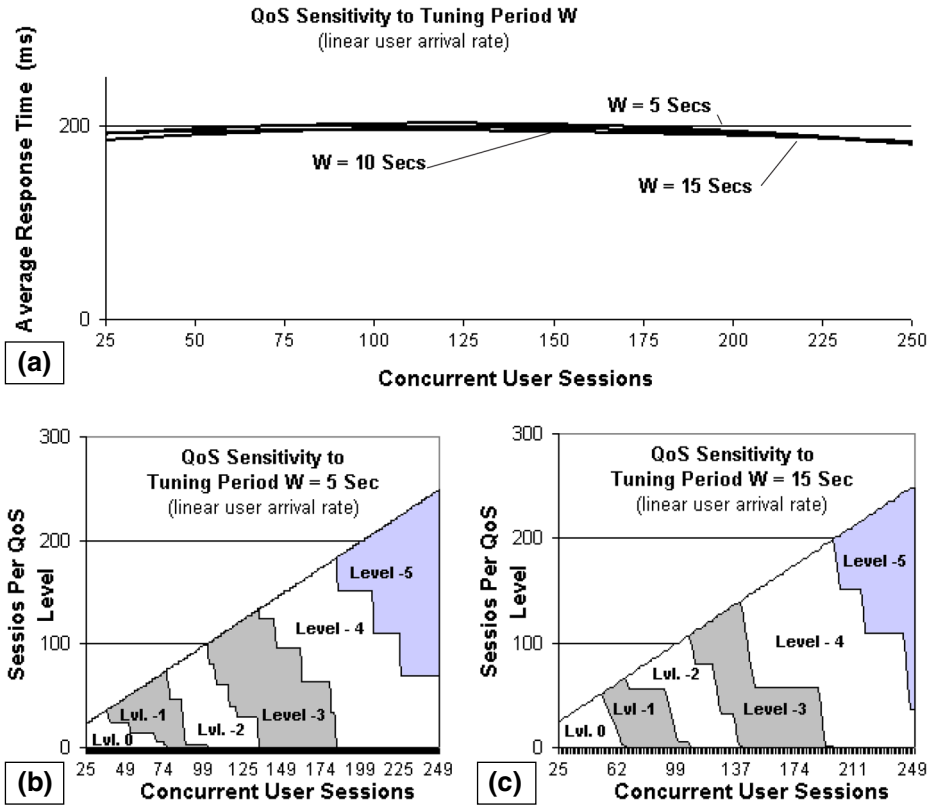 QoS Sensitivity to Tuning Period W
(linear user arrival rate)
Average Response Time (ms)
200
0
W = 5 Secs
W = 10 Secs
W = 15 Secs
25 50 75 100 125 150 175 200 225 250
(a)
Concurrent User Sessions
300
200
100
0
Sessios Per QoS
Level
QoS Sensitivity to
Tuning Period W = 5 Sec
(linear user arrival rate)
Level -5
Level - 4
Lvl. -1
Lvl. 0
Lvl. -2
Level -3
25 49 74 99 125 149 174 199 225 249
(b)
Concurrent User Sessions
300
200
100
0
Sessios Per QoS
Level
QoS Sensitivity to
Tuning Period W = 15 Sec
(linear user arrival rate)
Level -5
Level - 4
Lvl. -2
Lvl. 0
Lvl -1
Level -3
25 62 99 137 174 211 249
(c)
Concurrent User Sessions